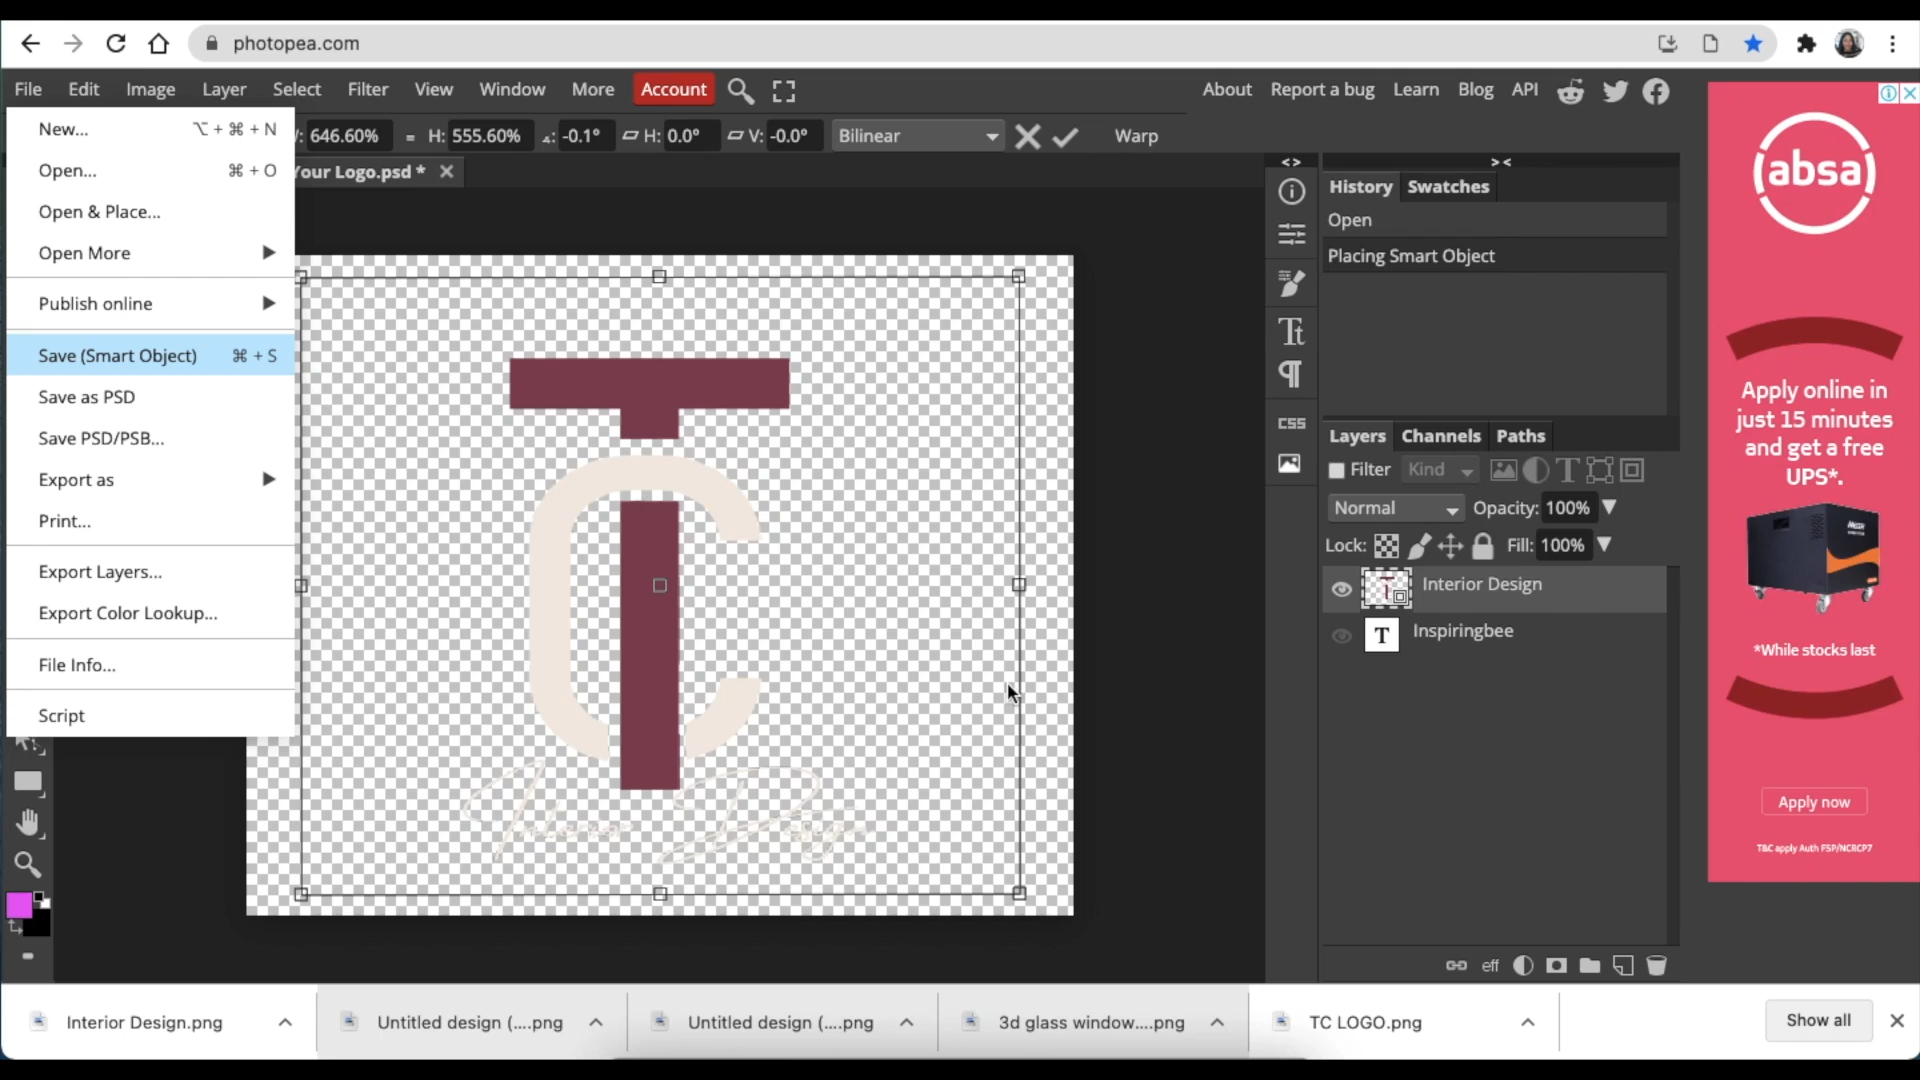 photopea.com
File Edit Image Layer Select Filter View Window More Account
About Report a bug Learn Blog API
: 646.60% = H: 555.60% -0.1° H: 0.0° V: -0.0° Bilinear Warp
Your Logo.psd *
New... ⌥ + ⌘ + N
Open... ⌘ + O
Open & Place...
Open More
Publish online
Save (Smart Object) ⌘ + S
Save as PSD
Save PSD/PSB...
Export as
Print...
Export Layers...
Export Color Lookup...
File Info...
Script
TC
Interior Design
<> ><
CSS
History Swatches
Open
Placing Smart Object
Layers Channels Paths
Filter Kind
Normal Opacity: 100%
Lock: Fill: 100%
Interior Design
T Inspiringbee
eff
absa
Apply online in
just 15 minutes
and get a free
UPS*.
*While stocks last
Apply now
T&C apply Auth FSP/NCRCP7
Interior Design.png
Untitled design (....png
Untitled design (....png
3d glass window....png
TC LOGO.png
Show all